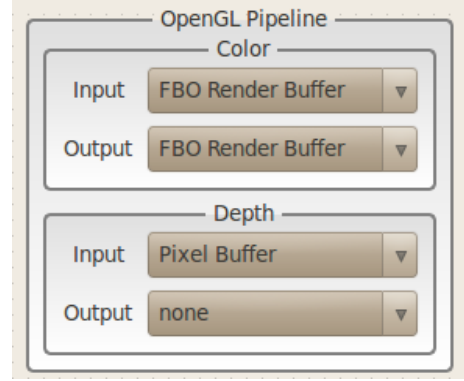 OpenGL Pipeline
Color
Input FBO Render Buffer
Output FBO Render Buffer
Depth
Input Pixel Buffer
Output none